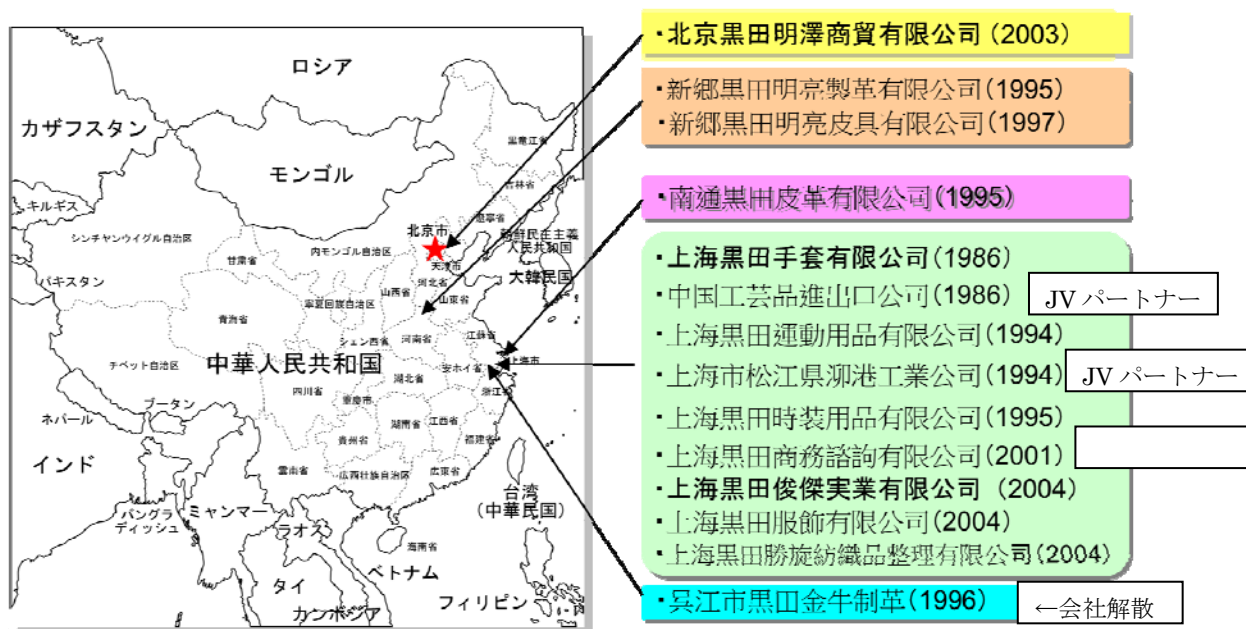 ロシア
カザフスタン
モンゴル
黒竜江省
吉林省
キルギス
遼寧省
シンチャンウイグル自治区
北京市
朝鮮民主主義
人民共和国
内モンゴル自治区
甘粛省
天津市
大韓民国
パキスタン
河北省
山西省
山東省
寧夏回族自治区
青海省
シェン西省
河南省
江蘇省
中華人民共和国
チベット自治区
安ホイ省
上海市
湖北省
四川省
浙江省
重慶市
ネパール
ブータン
湖南省
江西省
貴州省
福建省
インド
雲南省
広西壮族自治区
広東省
台湾
(中華民国)
バングラ
ディッシュ
ミャンマー
ラオス
海南省
ベトナム
タイ
カンボジア
フィリピン
・北京黒田明澤商貿有限公司(2003)
・新郷黒田明亮製革有限公司(1995)
・新郷黒田明亮皮具有限公司(1997)
・南通黒田皮革有限公司(1995)
・上海黒田手套有限公司(1986)
・中国工芸品進出口公司(1986) JVパートナー
・上海黒田運動用品有限公司(1994)
・上海市松江県泖港工業公司(1994) JVパートナー
・上海黒田時装用品有限公司(1995)
・上海黒田商務諮詢有限公司(2001)
・上海黒田俊傑実業有限公司(2004)
・上海黒田服飾有限公司(2004)
・上海黒田勝旋紡織品整理有限公司(2004)
・呉江市黒田金牛制革(1996) ←会社解散